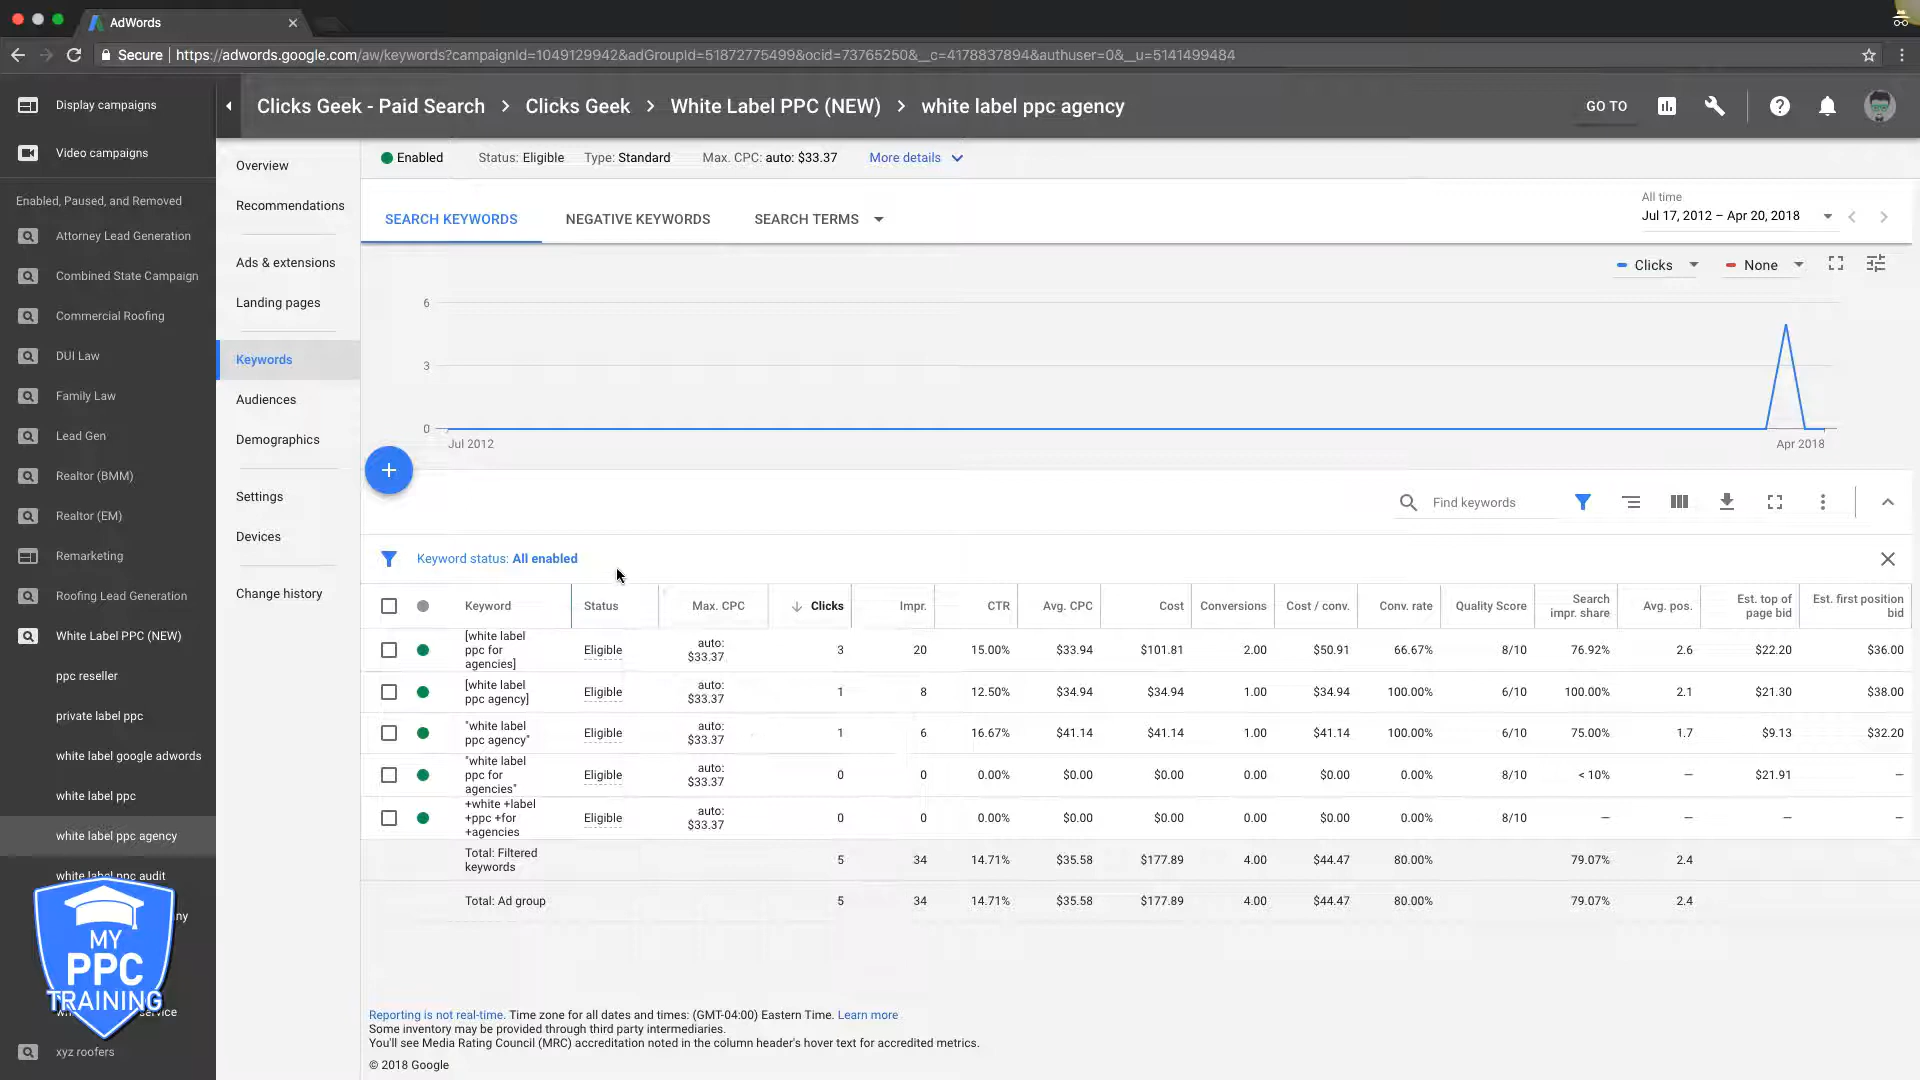 AdWords
Secure | https://adwords.google.com/aw/keywords?campaignId=1049129942&adGroupId=51872775499&ocid=73765250&__c=4178837894&authuser=0&__u=5141499484
Display campaigns
Video campaigns
Enabled, Paused, and Removed
Attorney Lead Generation
Combined State Campaign
Commercial Roofing
DUI Law
Family Law
Lead Gen
Realtor (BMM)
Realtor (EM)
Remarketing
Roofing Lead Generation
White Label PPC (NEW)
ppc reseller
private label ppc
white label google adwords
white label ppc
white label ppc agency
white label ppc audit
ny
MY
PPC
TRAINING
xyz roofers
Clicks Geek - Paid Search > Clicks Geek > White Label PPC (NEW) > white label ppc agency
GO TO
Overview
Recommendations
Ads & extensions
Landing pages
Keywords
Audiences
Demographics
Settings
Devices
Change history
Enabled Status: Eligible Type: Standard Max. CPC: auto: $33.37 More details
SEARCH KEYWORDS NEGATIVE KEYWORDS SEARCH TERMS
All time
Jul 17, 2012 – Apr 20, 2018
Clicks None
6
3
0
Jul 2012 Apr 2018
Find keywords
Keyword status: All enabled
Keyword Status Max. CPC Clicks Impr. CTR Avg. CPC Cost Conversions Cost / conv. Conv. rate Quality Score Search impr. share Avg. pos. Est. top of page bid Est. first position bid
[white label ppc for agencies] Eligible auto: $33.37 3 20 15.00% $33.94 $101.81 2.00 $50.91 66.67% 8/10 76.92% 2.6 $22.20 $36.00
[white label ppc agency] Eligible auto: $33.37 1 8 12.50% $34.94 $34.94 1.00 $34.94 100.00% 6/10 100.00% 2.1 $21.30 $38.00
"white label ppc agency" Eligible auto: $33.37 1 6 16.67% $41.14 $41.14 1.00 $41.14 100.00% 6/10 75.00% 1.7 $9.13 $32.20
"white label ppc for agencies" Eligible auto: $33.37 0 0 0.00% $0.00 $0.00 0.00 $0.00 0.00% 8/10 < 10% — $21.91 —
+white +label +ppc +for +agencies Eligible auto: $33.37 0 0 0.00% $0.00 $0.00 0.00 $0.00 0.00% 8/10 — — — —
Total: Filtered keywords 5 34 14.71% $35.58 $177.89 4.00 $44.47 80.00% 79.07% 2.4
Total: Ad group 5 34 14.71% $35.58 $177.89 4.00 $44.47 80.00% 79.07% 2.4
Reporting is not real-time. Time zone for all dates and times: (GMT-04:00) Eastern Time. Learn more
Some inventory may be provided through third party intermediaries.
You'll see Media Rating Council (MRC) accreditation noted in the column header's hover text for accredited metrics.
© 2018 Google